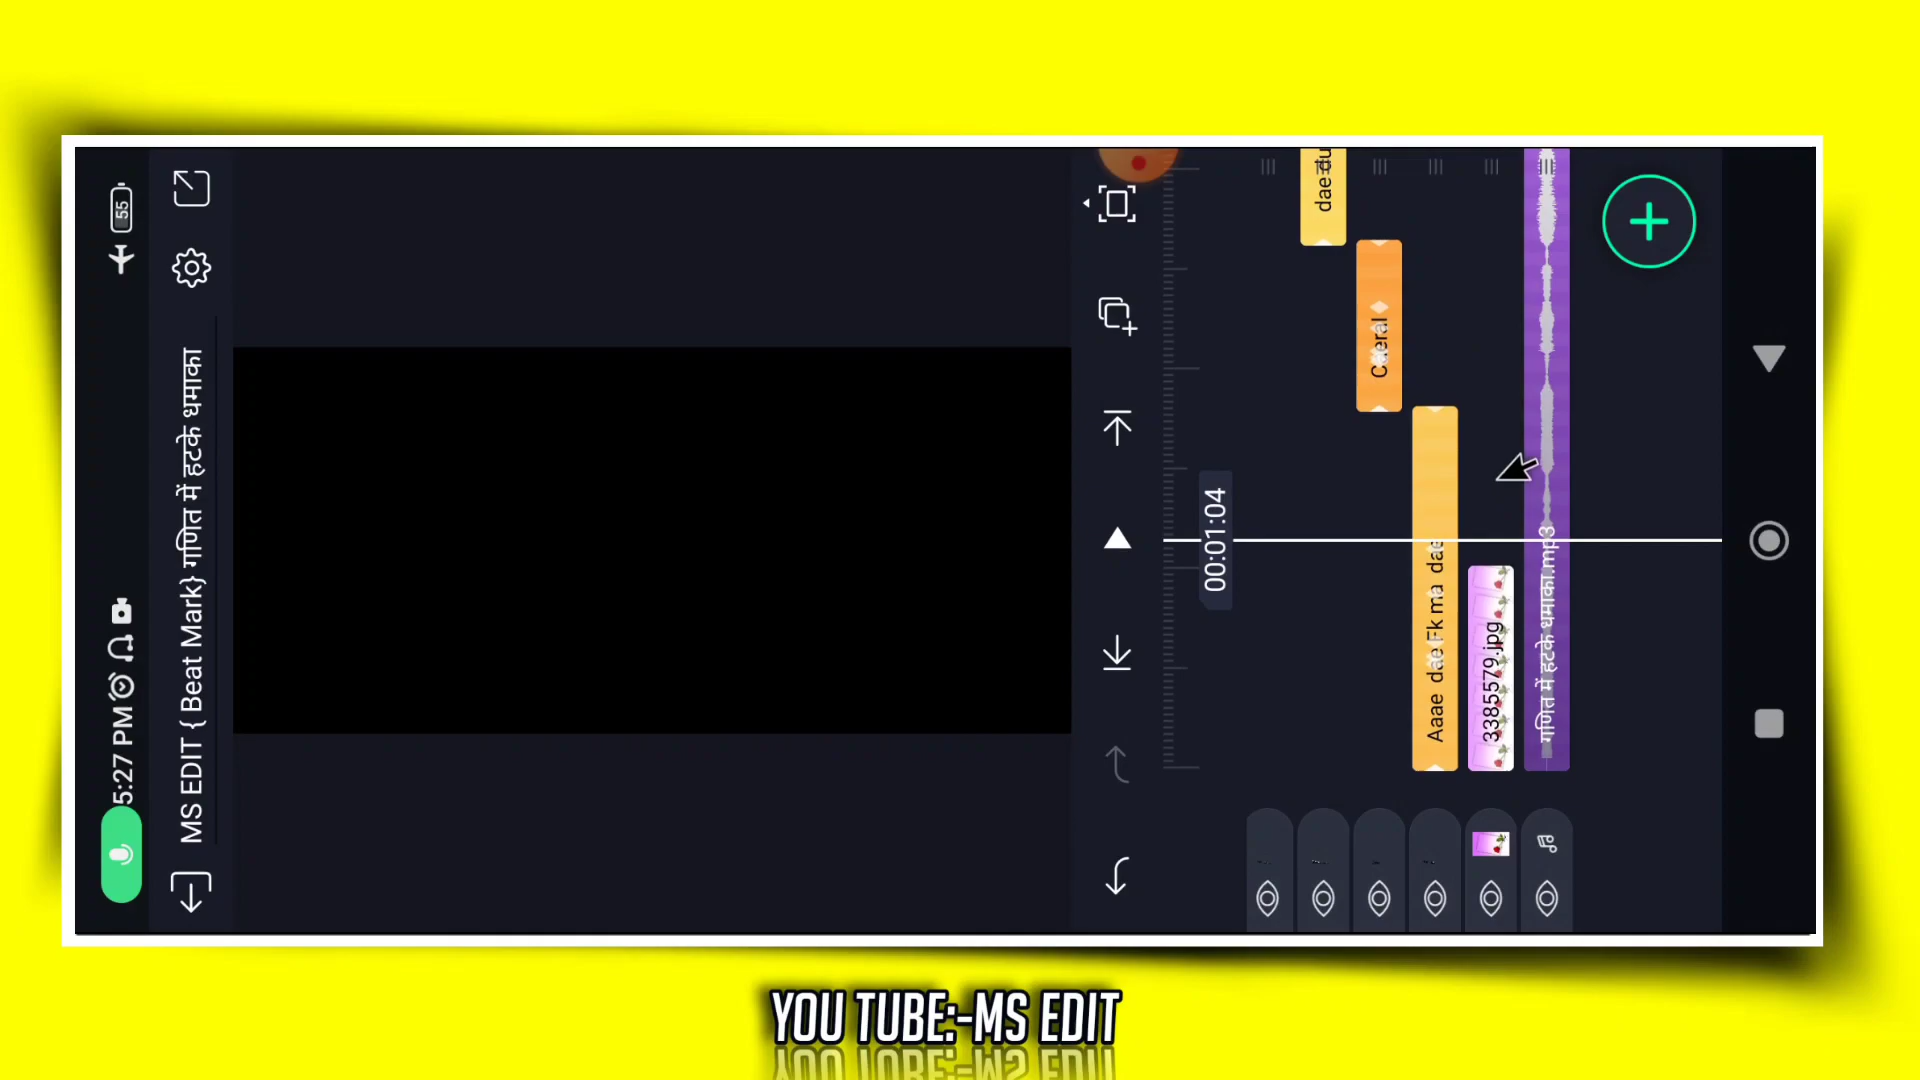 5:27 PM
55
MS EDIT { Beat Mark} गणित में हटके धमाका
00:01:04
dae du
Aaae dae Fk ma dae
3385579.jpg
गणित में हटके धमाका.mp3
YOU TUBE:-MS EDIT